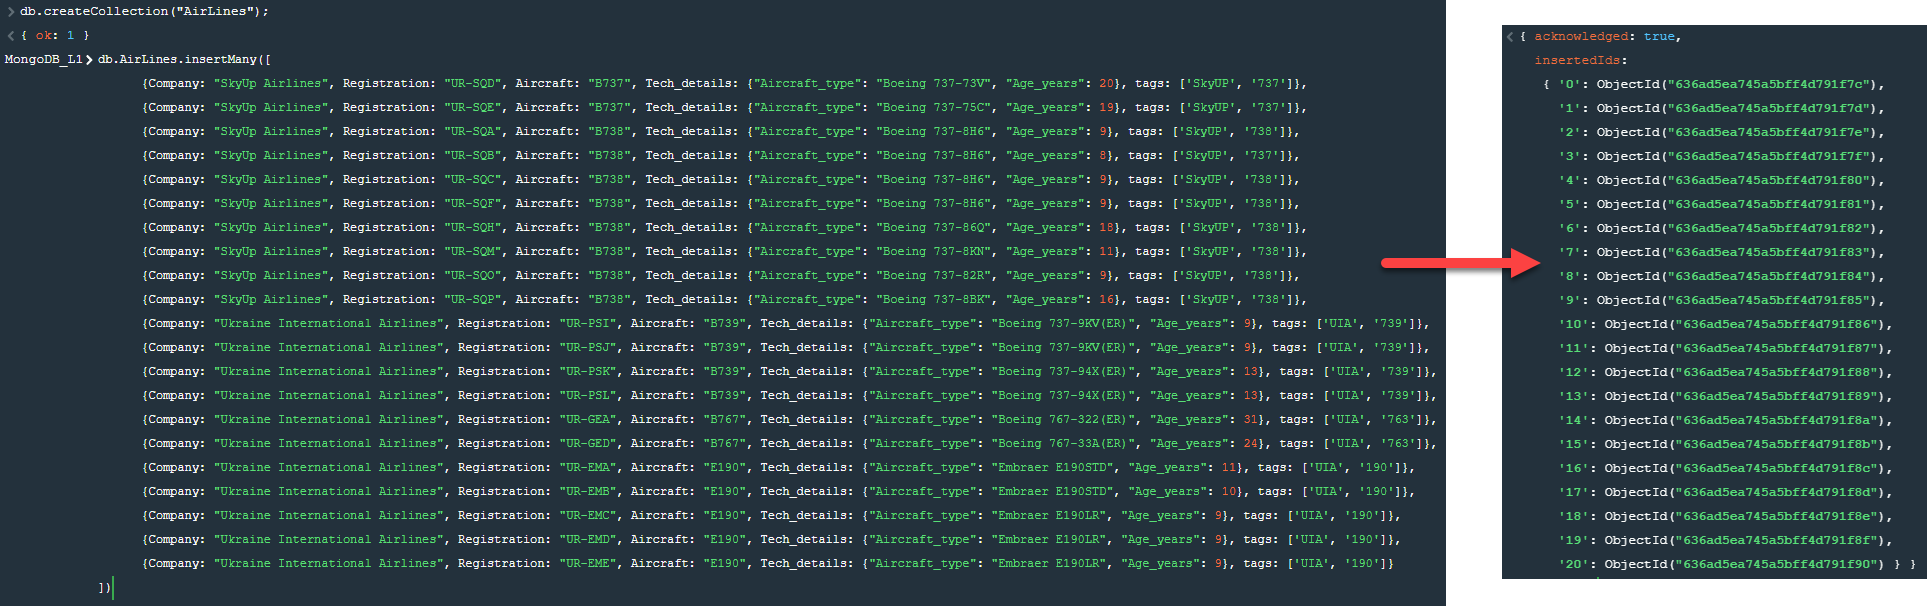 > db.createCollection("AirLines");
< { ok: 1 }
MongoDB_L1> db.AirLines.insertMany([
{Company: "SkyUp Airlines", Registration: "UR-SQD", Aircraft: "B737", Tech_details: {"Aircraft_type": "Boeing 737-73V", "Age_years": 20}, tags: ['SkyUP', '737']},
{Company: "SkyUp Airlines", Registration: "UR-SQE", Aircraft: "B737", Tech_details: {"Aircraft_type": "Boeing 737-75C", "Age_years": 19}, tags: ['SkyUP', '737']},
{Company: "SkyUp Airlines", Registration: "UR-SQA", Aircraft: "B738", Tech_details: {"Aircraft_type": "Boeing 737-8H6", "Age_years": 9}, tags: ['SkyUP', '738']},
{Company: "SkyUp Airlines", Registration: "UR-SQB", Aircraft: "B738", Tech_details: {"Aircraft_type": "Boeing 737-8H6", "Age_years": 8}, tags: ['SkyUP', '737']},
{Company: "SkyUp Airlines", Registration: "UR-SQC", Aircraft: "B738", Tech_details: {"Aircraft_type": "Boeing 737-8H6", "Age_years": 9}, tags: ['SkyUP', '738']},
{Company: "SkyUp Airlines", Registration: "UR-SQF", Aircraft: "B738", Tech_details: {"Aircraft_type": "Boeing 737-8H6", "Age_years": 9}, tags: ['SkyUP', '738']},
{Company: "SkyUp Airlines", Registration: "UR-SQH", Aircraft: "B738", Tech_details: {"Aircraft_type": "Boeing 737-86Q", "Age_years": 18}, tags: ['SkyUP', '738']},
{Company: "SkyUp Airlines", Registration: "UR-SQM", Aircraft: "B738", Tech_details: {"Aircraft_type": "Boeing 737-8KN", "Age_years": 11}, tags: ['SkyUP', '738']},
{Company: "SkyUp Airlines", Registration: "UR-SQO", Aircraft: "B738", Tech_details: {"Aircraft_type": "Boeing 737-82R", "Age_years": 9}, tags: ['SkyUP', '738']},
{Company: "SkyUp Airlines", Registration: "UR-SQP", Aircraft: "B738", Tech_details: {"Aircraft_type": "Boeing 737-8BK", "Age_years": 16}, tags: ['SkyUP', '738']},
{Company: "Ukraine International Airlines", Registration: "UR-PSI", Aircraft: "B739", Tech_details: {"Aircraft_type": "Boeing 737-9KV(ER)", "Age_years": 9}, tags: ['UIA', '739']},
{Company: "Ukraine International Airlines", Registration: "UR-PSJ", Aircraft: "B739", Tech_details: {"Aircraft_type": "Boeing 737-9KV(ER)", "Age_years": 9}, tags: ['UIA', '739']},
{Company: "Ukraine International Airlines", Registration: "UR-PSK", Aircraft: "B739", Tech_details: {"Aircraft_type": "Boeing 737-94X(ER)", "Age_years": 13}, tags: ['UIA', '739']},
{Company: "Ukraine International Airlines", Registration: "UR-PSL", Aircraft: "B739", Tech_details: {"Aircraft_type": "Boeing 737-94X(ER)", "Age_years": 13}, tags: ['UIA', '739']},
{Company: "Ukraine International Airlines", Registration: "UR-GEA", Aircraft: "B767", Tech_details: {"Aircraft_type": "Boeing 767-322(ER)", "Age_years": 31}, tags: ['UIA', '763']},
{Company: "Ukraine International Airlines", Registration: "UR-GED", Aircraft: "B767", Tech_details: {"Aircraft_type": "Boeing 767-33A(ER)", "Age_years": 24}, tags: ['UIA', '763']},
{Company: "Ukraine International Airlines", Registration: "UR-EMA", Aircraft: "E190", Tech_details: {"Aircraft_type": "Embraer E190STD", "Age_years": 11}, tags: ['UIA', '190']},
{Company: "Ukraine International Airlines", Registration: "UR-EMB", Aircraft: "E190", Tech_details: {"Aircraft_type": "Embraer E190STD", "Age_years": 10}, tags: ['UIA', '190']},
{Company: "Ukraine International Airlines", Registration: "UR-EMC", Aircraft: "E190", Tech_details: {"Aircraft_type": "Embraer E190LR", "Age_years": 9}, tags: ['UIA', '190']},
{Company: "Ukraine International Airlines", Registration: "UR-EMD", Aircraft: "E190", Tech_details: {"Aircraft_type": "Embraer E190LR", "Age_years": 9}, tags: ['UIA', '190']},
{Company: "Ukraine International Airlines", Registration: "UR-EME", Aircraft: "E190", Tech_details: {"Aircraft_type": "Embraer E190LR", "Age_years": 9}, tags: ['UIA', '190']}
])
< { acknowledged: true,
insertedIds:
{ '0': ObjectId("636ad5ea745a5bff4d791f7c"),
'1': ObjectId("636ad5ea745a5bff4d791f7d"),
'2': ObjectId("636ad5ea745a5bff4d791f7e"),
'3': ObjectId("636ad5ea745a5bff4d791f7f"),
'4': ObjectId("636ad5ea745a5bff4d791f80"),
'5': ObjectId("636ad5ea745a5bff4d791f81"),
'6': ObjectId("636ad5ea745a5bff4d791f82"),
'7': ObjectId("636ad5ea745a5bff4d791f83"),
'8': ObjectId("636ad5ea745a5bff4d791f84"),
'9': ObjectId("636ad5ea745a5bff4d791f85"),
'10': ObjectId("636ad5ea745a5bff4d791f86"),
'11': ObjectId("636ad5ea745a5bff4d791f87"),
'12': ObjectId("636ad5ea745a5bff4d791f88"),
'13': ObjectId("636ad5ea745a5bff4d791f89"),
'14': ObjectId("636ad5ea745a5bff4d791f8a"),
'15': ObjectId("636ad5ea745a5bff4d791f8b"),
'16': ObjectId("636ad5ea745a5bff4d791f8c"),
'17': ObjectId("636ad5ea745a5bff4d791f8d"),
'18': ObjectId("636ad5ea745a5bff4d791f8e"),
'19': ObjectId("636ad5ea745a5bff4d791f8f"),
'20': ObjectId("636ad5ea745a5bff4d791f90") } }